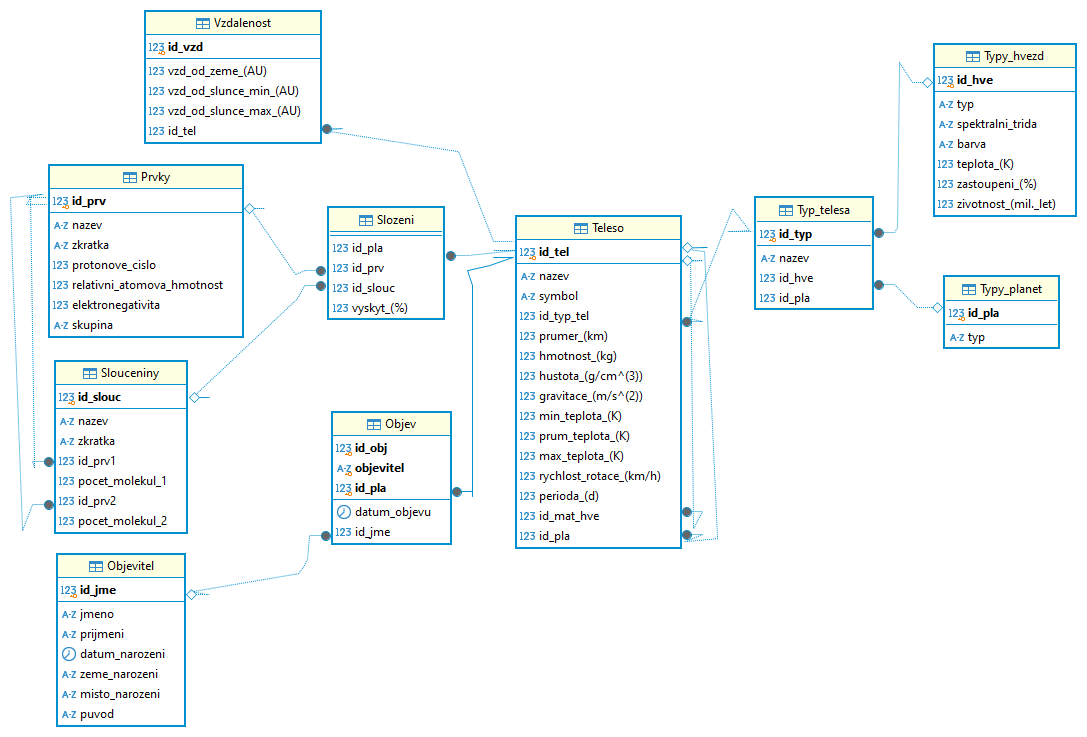 Vzdalenost
123 id_vzd
123 vzd_od_zeme_(AU)
123 vzd_od_slunce_min_(AU)
123 vzd_od_slunce_max_(AU)
123 id_tel
Prvky
123 id_prv
A-Z nazev
A-Z zkratka
123 protonove_cislo
123 relativni_atomova_hmotnost
123 elektronegativita
A-Z skupina
Slouceniny
123 id_slouc
A-Z nazev
A-Z zkratka
123 id_prv1
123 pocet_molekul_1
123 id_prv2
123 pocet_molekul_2
Objevitel
123 id_jme
A-Z jmeno
A-Z prijmeni
datum_narozeni
A-Z zeme_narozeni
A-Z misto_narozeni
A-Z puvod
Slozeni
123 id_pla
123 id_prv
123 id_slouc
123 vyskyt_(%)
Objev
123 id_obj
A-Z objevitel
123 id_pla
datum_objevu
123 id_jme
Teleso
123 id_tel
A-Z nazev
A-Z symbol
123 id_typ_tel
123 prumer_(km)
123 hmotnost_(kg)
123 hustota_(g/cm^(3))
123 gravitace_(m/s^(2))
123 min_teplota_(K)
123 prum_teplota_(K)
123 max_teplota_(K)
123 rychlost_rotace_(km/h)
123 perioda_(d)
123 id_mat_hve
123 id_pla
Typ_telesa
123 id_typ
A-Z nazev
123 id_hve
123 id_pla
Typy_hvezd
123 id_hve
A-Z typ
A-Z spektralni_trida
A-Z barva
123 teplota_(K)
123 zastoupeni_(%)
123 zivotnost_(mil._let)
Typy_planet
123 id_pla
A-Z typ